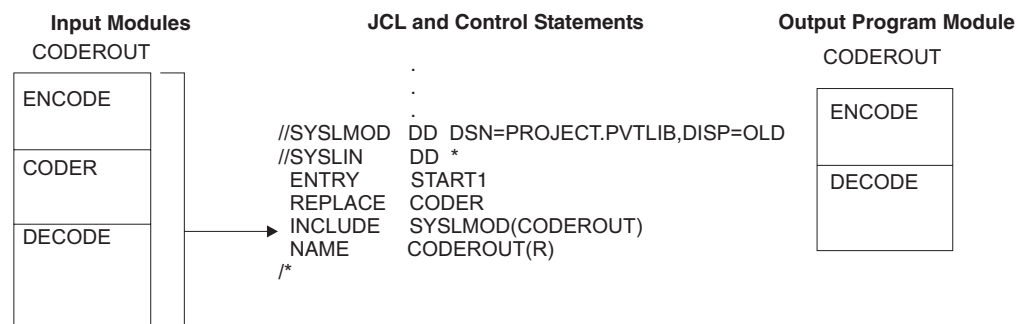 Input Modules
CODEROUT
ENCODE
CODER
DECODE
JCL and Control Statements
.
.
.
//SYSLMOD DD DSN=PROJECT.PVTLIB,DISP=OLD
//SYSLIN DD *
ENTRY START1
REPLACE CODER
INCLUDE SYSLMOD(CODEROUT)
NAME CODEROUT(R)
/*
Output Program Module
CODEROUT
ENCODE
DECODE